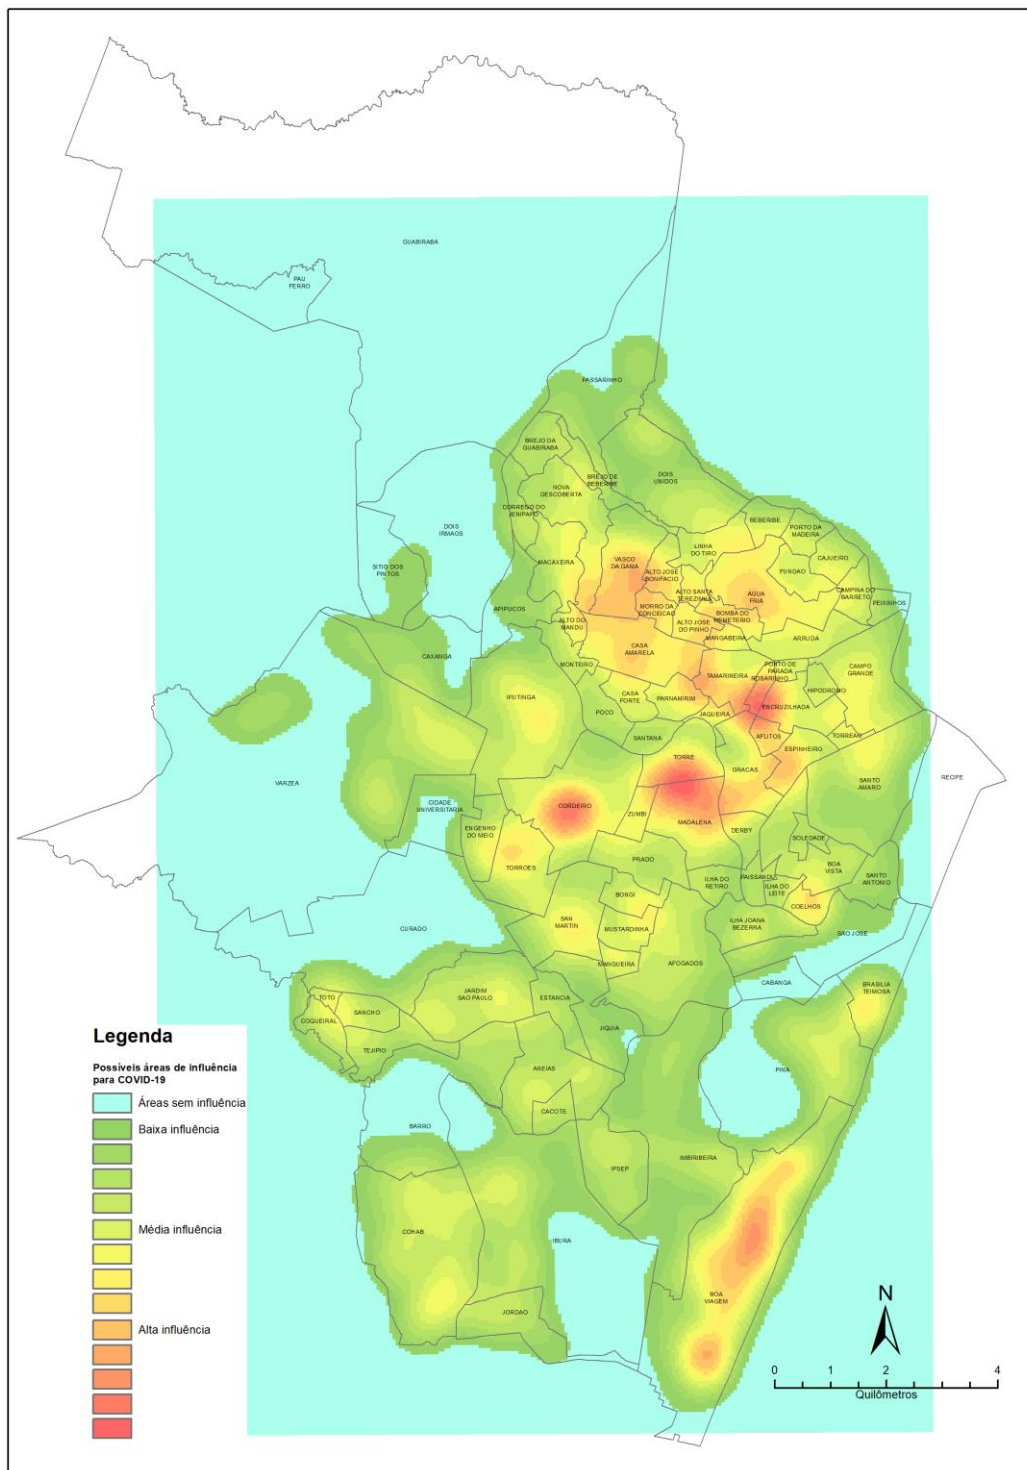 GUABIRABA
PAU
FERRO
PASSARINHO
BREJO DA
GUABIRABA
BREJO DE
BEBERIBE
DOIS
UNIDOS
NOVA
DESCOBERTA
CORREGO DO
JENIPAPO
DOIS
IRMAOS
BEBERIBE
PORTO DA
MADEIRA
LINHA
DO TIRO
CAJUEIRO
VASCO
DA GAMA
MACAXEIRA
SITIO DOS
PINTOS
ALTO JOSE
BONIFACIO
FUNDAO
ALTO SANTA
TEREZINHA
AGUA
FRIA
CAMPINA DO
BARRETO
PEIXINHOS
APIPUCOS
MORRO DA
CONCEICAO
BOMBA DO
HEMETERIO
ALTO DO
MANDU
ALTO JOSE
DO PINHO
MANGABEIRA
ARRUDA
CASA
AMARELA
CAXANGA
MONTEIRO
PONTO DE
PARADA
ROSARINHO
CAMPO
GRANDE
TAMARINEIRA
IPUTINGA
CASA
FORTE
PARNAMIRIM
HIPODROMO
POCO
JAQUEIRA
ENCRUZILHADA
SANTANA
AFLITOS
TORREAO
ESPINHEIRO
TORRE
GRACAS
RECIFE
SANTO
AMARO
VARZEA
CIDADE
UNIVERSITARIA
CORDEIRO
ZUMBI
MADALENA
DERBY
ENGENHO
DO MEIO
SOLEDADE
TORROES
PRADO
BOA
VISTA
ILHA DO
RETIRO
PAISSANDU
SANTO
ANTONIO
ILHA DO
LEITE
BONGI
COELHOS
SAN
MARTIN
MUSTARDINHA
ILHA JOANA
BEZERRA
CURADO
SAO JOSE
MANGUEIRA
AFOGADOS
CABANGA
BRASILIA
TEIMOSA
JARDIM
SAO PAULO
ESTANCIA
TOTO
SANCHO
COQUEIRAL
JIQUIA
TEJIPIO
AREIAS
PINA
CACOTE
BARRO
IMBIRIBEIRA
IPSEP
COHAB
IBURA
BOA
VIAGEM
JORDAO
Legenda
Possíveis áreas de influência
para COVID-19
Áreas sem influência
Baixa influência
Média influência
Alta influência
N
0 1 2 4
Quilômetros